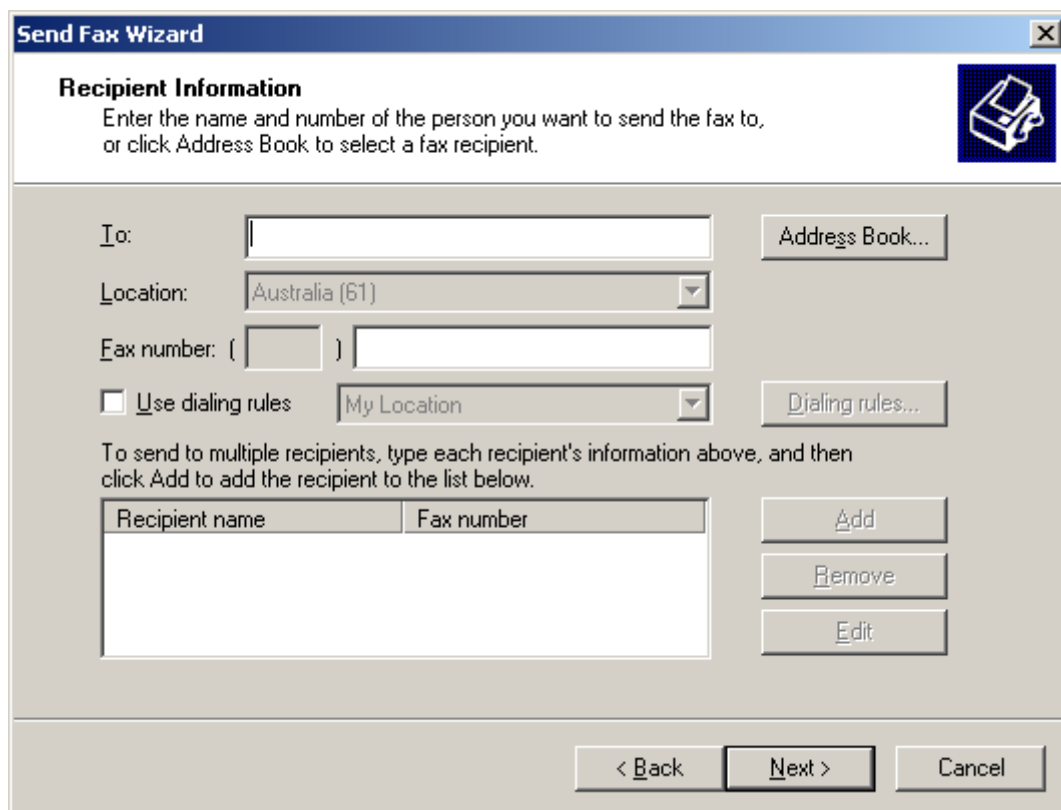 Send Fax Wizard
Recipient Information
Enter the name and number of the person you want to send the fax to,
or click Address Book to select a fax recipient.
To:
Address Book...
Location: Australia (61)
Fax number: ( )
Use dialing rules My Location Dialing rules...
To send to multiple recipients, type each recipient's information above, and then
click Add to add the recipient to the list below.
Recipient name Fax number
Add
Remove
Edit
< Back Next > Cancel